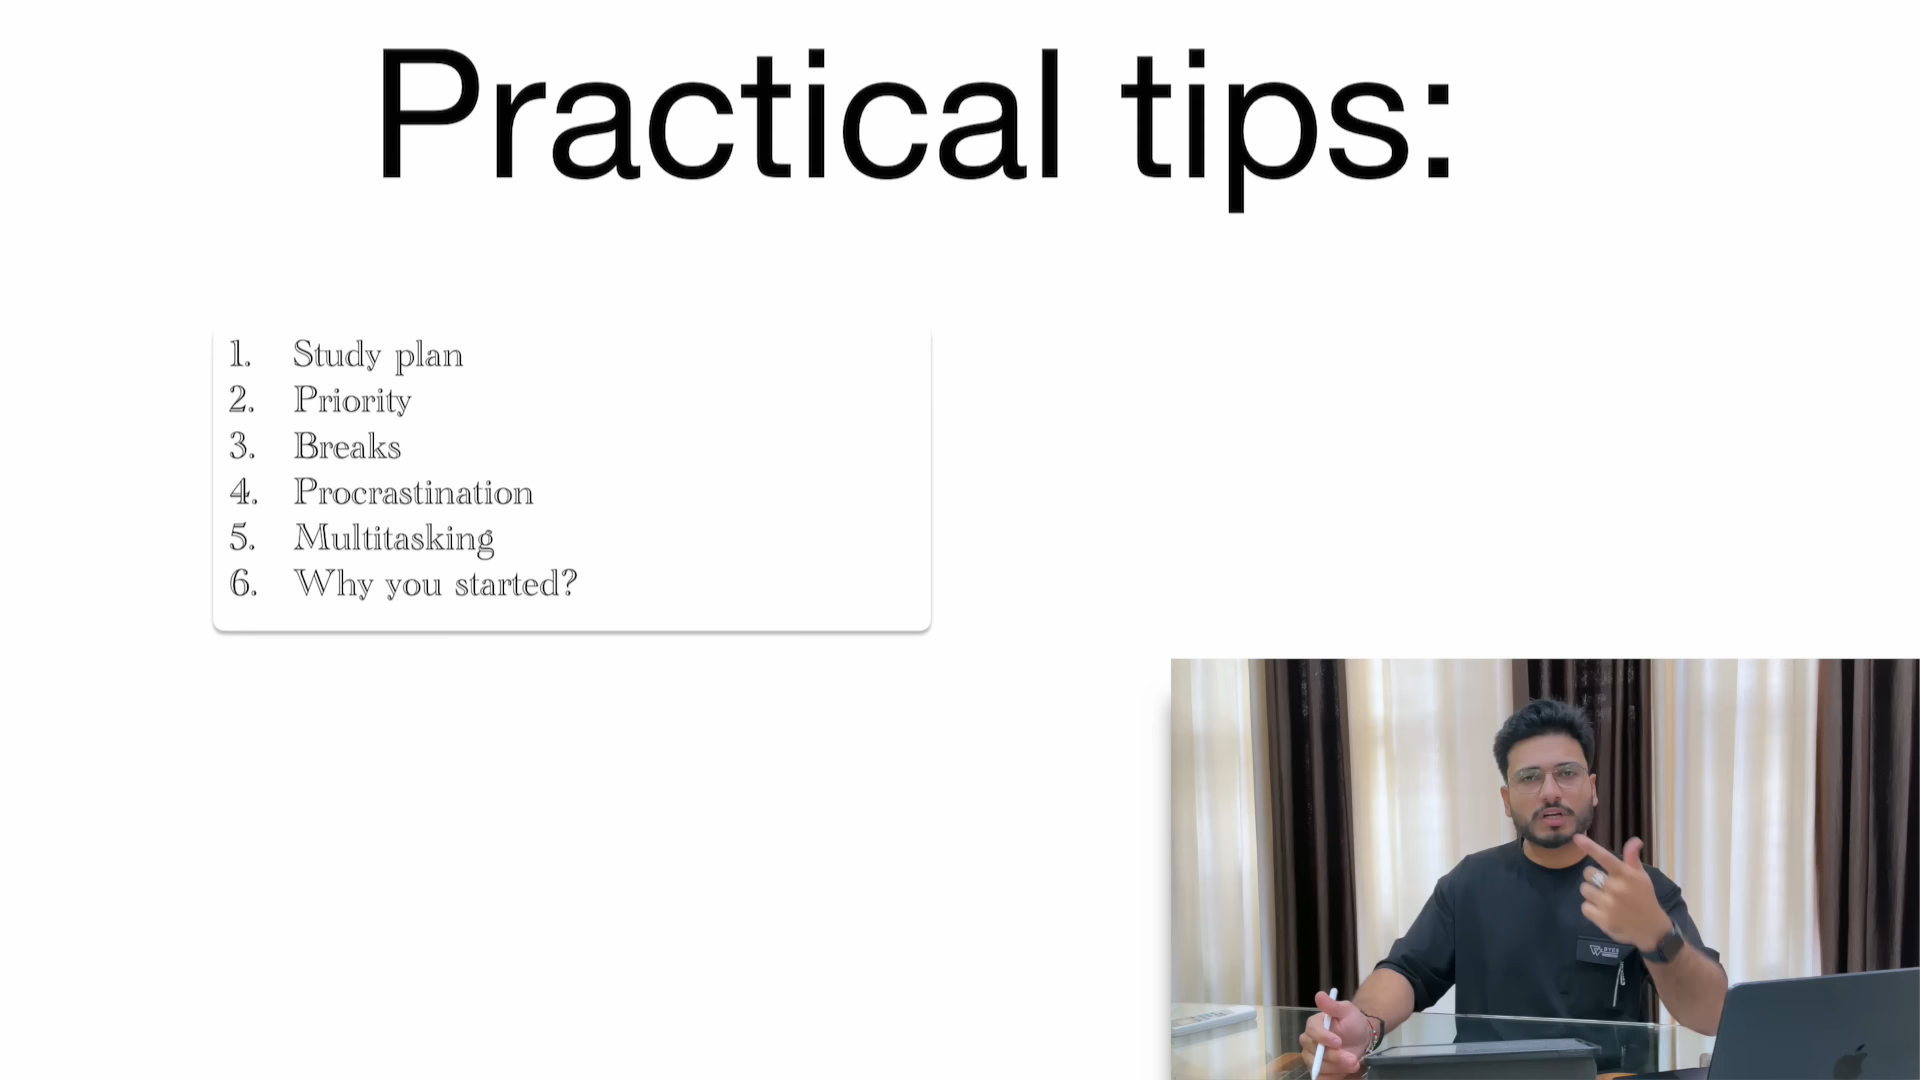 Practical tips:
1. Study plan
2. Priority
3. Breaks
4. Procrastination
5. Multitasking
6. Why you started?